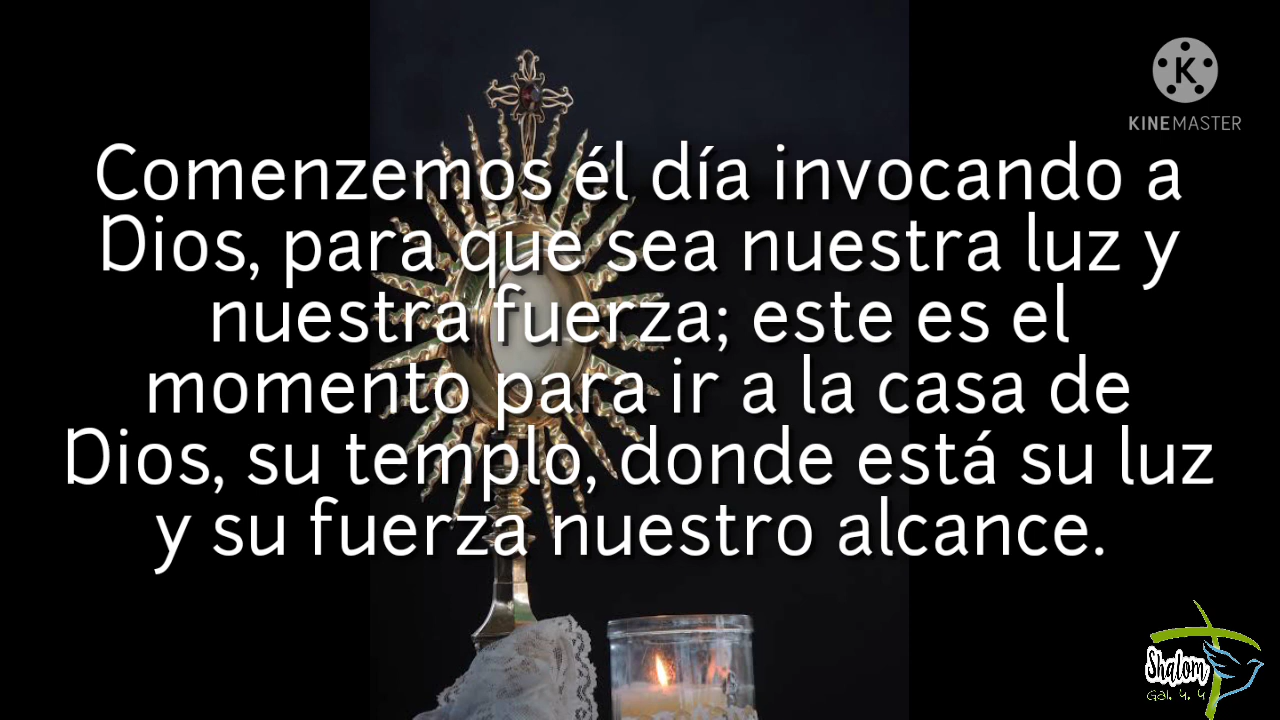 K
KINEMASTER
Comenzemos él día invocando a
Dios, para que sea nuestra luz y
nuestra fuerza; este es el
momento para ir a la casa de
Dios, su templo, donde está su luz
y su fuerza nuestro alcance.
Shalom
Gal. 4. 4